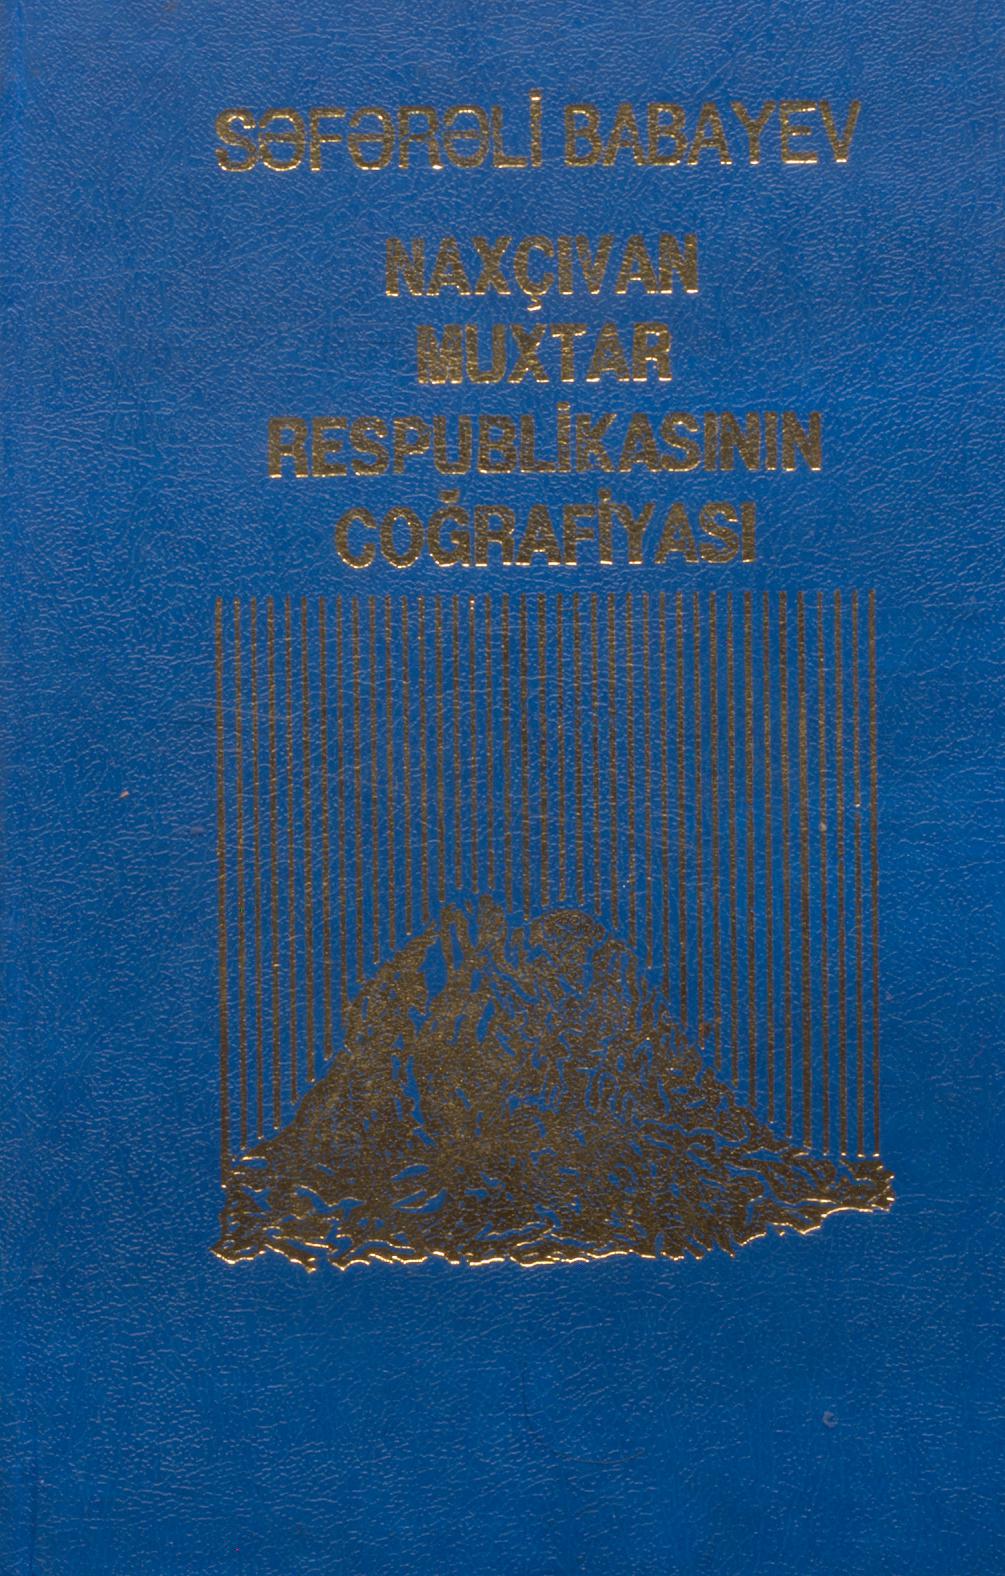 SƏFƏRƏLİ BABAYEV
NAXÇIVAN
MUXTAR
RESPUBLİKASININ
COĞRAFİYASI